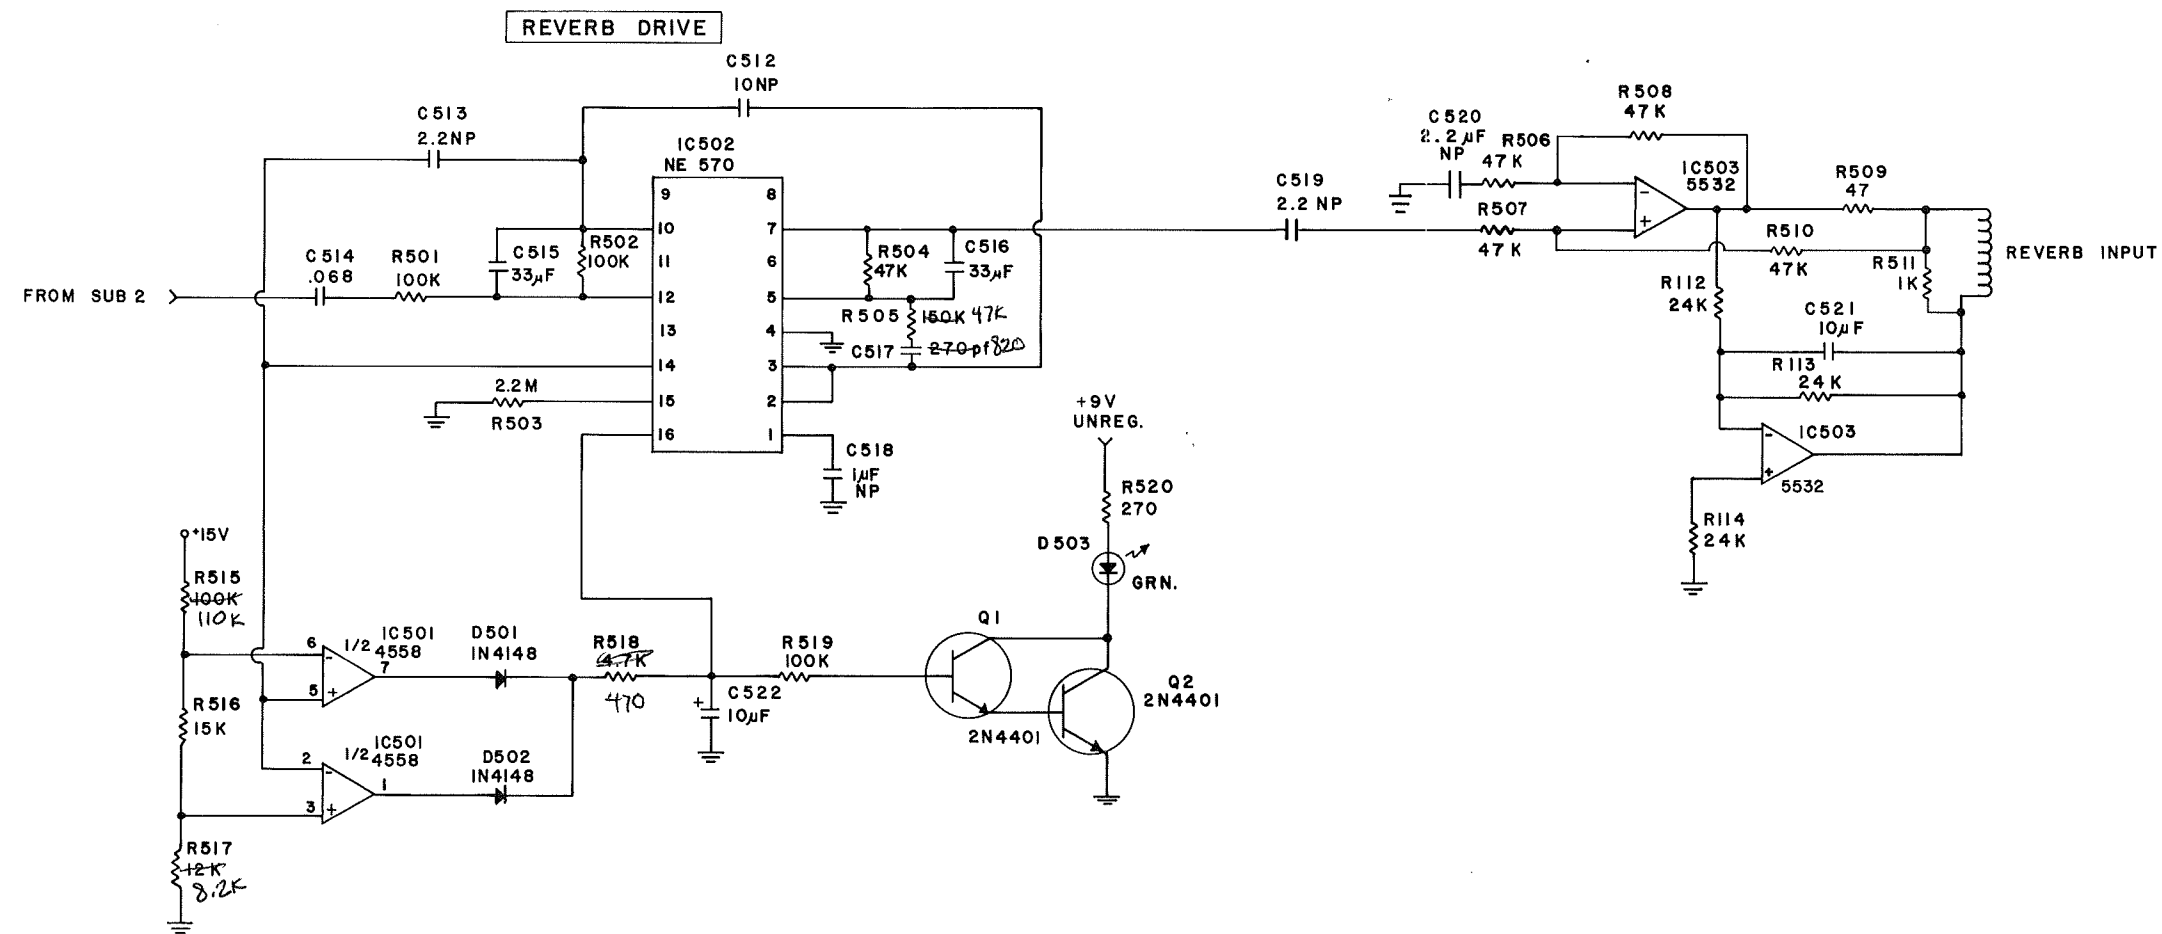 REVERB DRIVE
C512
10NP
C513
2.2NP
IC502
NE 570
9
10
11
12
13
14
15
16
8
7
6
5
4
3
2
1
C514
.068
R501
100K
C515
33µF
R502
100K
FROM SUB 2
2.2M
R503
R504
47K
C516
33µF
R505
150K
47K
C517
270pf
820
C518
1µF
NP
C519
2.2 NP
C520
2.2µF
NP
R506
47K
R507
47K
R508
47K
IC503
5532
-
+
R509
47
R510
47K
R511
1K
REVERB INPUT
R112
24K
C521
10µF
R113
24K
IC503
5532
-
+
R114
24K
+9V
UNREG.
R520
270
D503
GRN.
+15V
R515
100K
110K
R516
15K
R517
12K
8.2K
6
5
7
-
+
1/2
IC501
4558
2
3
1
-
+
1/2
IC501
4558
D501
1N4148
D502
1N4148
R518
4.7K
470
+
C522
10µF
R519
100K
Q1
2N4401
Q2
2N4401